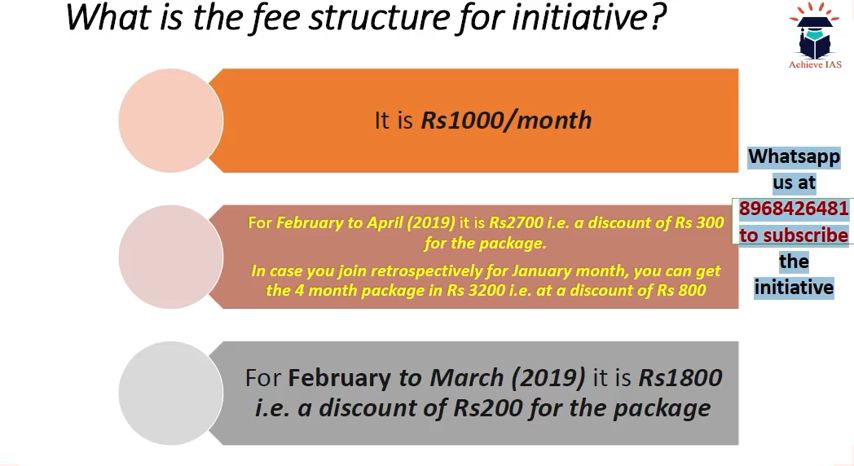 What is the fee structure for initiative?
Achieve IAS
It is Rs1000/month
Whatsapp
us at
8968426481
to subscribe
the
initiative
For February to April (2019) it is Rs2700 i.e. a discount of Rs 300
for the package.
In case you join retrospectively for January month, you can get
the 4 month package in Rs 3200 i.e. at a discount of Rs 800
For February to March (2019) it is Rs1800
i.e. a discount of Rs200 for the package